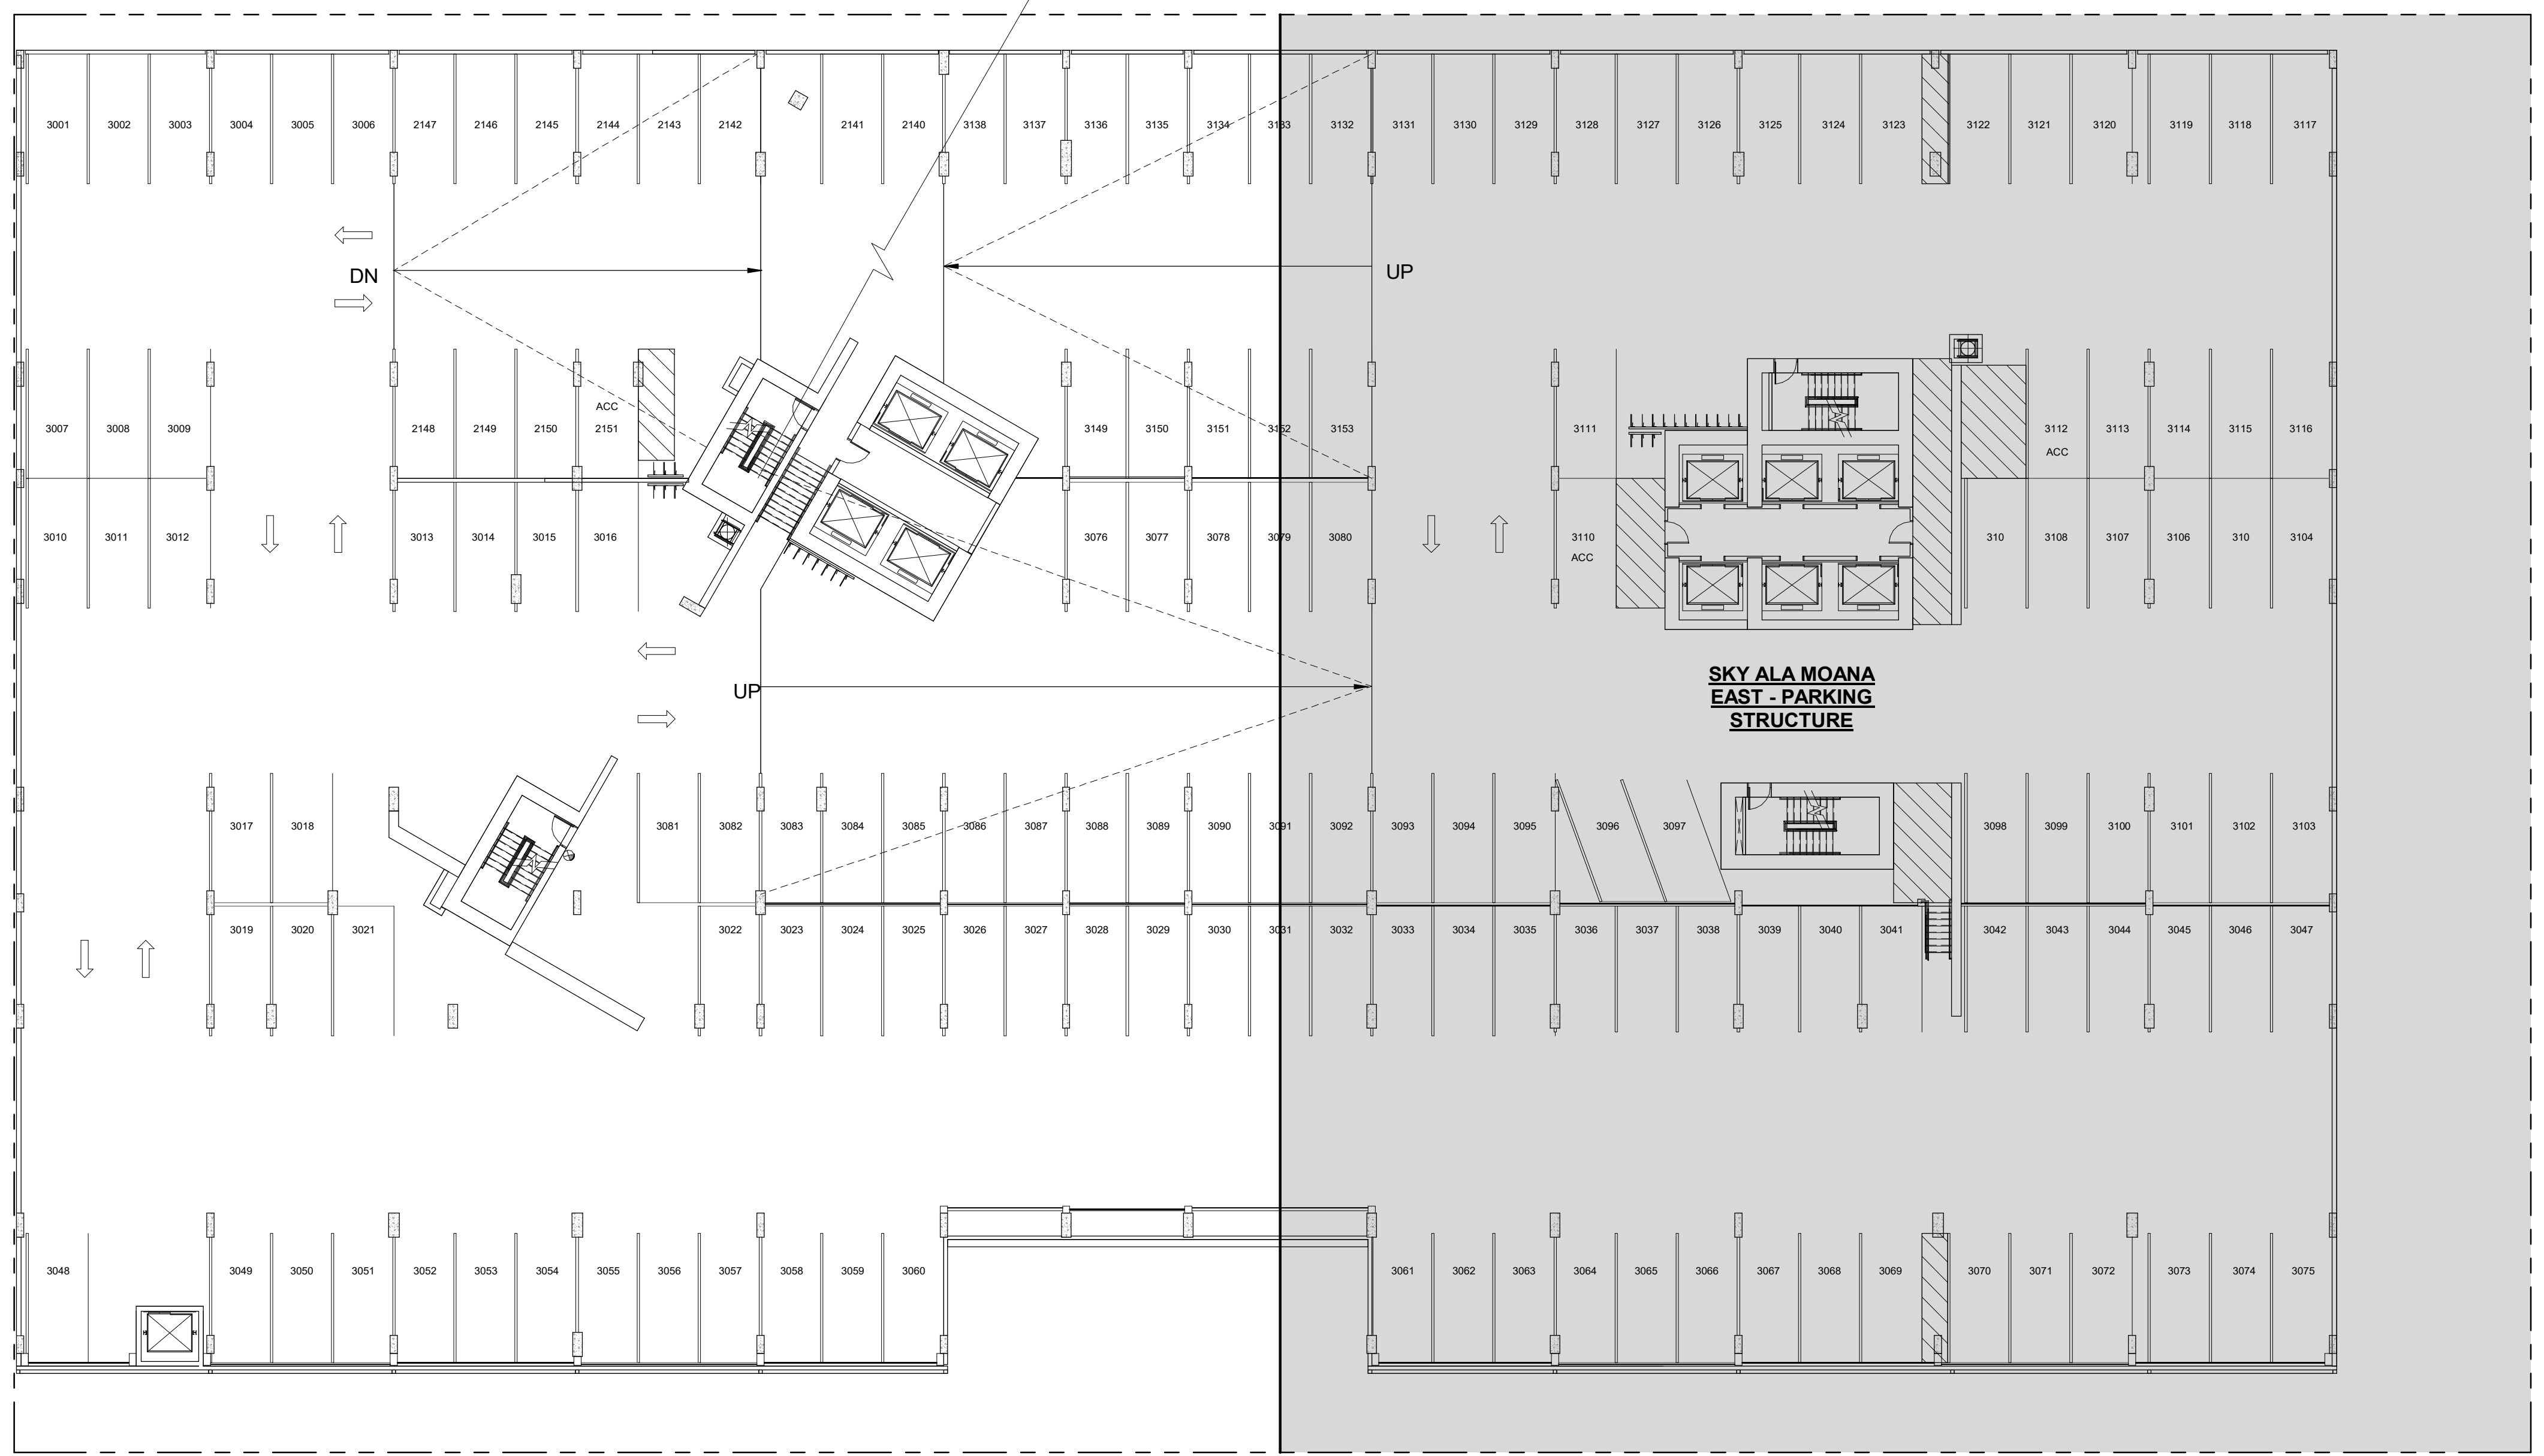 3001 3002 3003 3004 3005 3006 2147 2146 2145 2144 2143 2142 2141 2140 3138 3137 3136 3135 3134 3133 3132 3131 3130 3129 3128 3127 3126 3125 3124 3123 3122 3121 3120 3119 3118 3117
DN UP
ACC
3007 3008 3009 2148 2149 2150 2151 3149 3150 3151 3152 3153 3111 3112 3113 3114 3115 3116
ACC
3010 3011 3012 3013 3014 3015 3016 3076 3077 3078 3079 3080 3110 310 3108 3107 3106 310 3104
ACC
SKY ALA MOANA
EAST - PARKING
STRUCTURE
UP
3017 3018 3081 3082 3083 3084 3085 3086 3087 3088 3089 3090 3091 3092 3093 3094 3095 3096 3097 3098 3099 3100 3101 3102 3103
3019 3020 3021 3022 3023 3024 3025 3026 3027 3028 3029 3030 3031 3032 3033 3034 3035 3036 3037 3038 3039 3040 3041 3042 3043 3044 3045 3046 3047
3048 3049 3050 3051 3052 3053 3054 3055 3056 3057 3058 3059 3060 3061 3062 3063 3064 3065 3066 3067 3068 3069 3070 3071 3072 3073 3074 3075